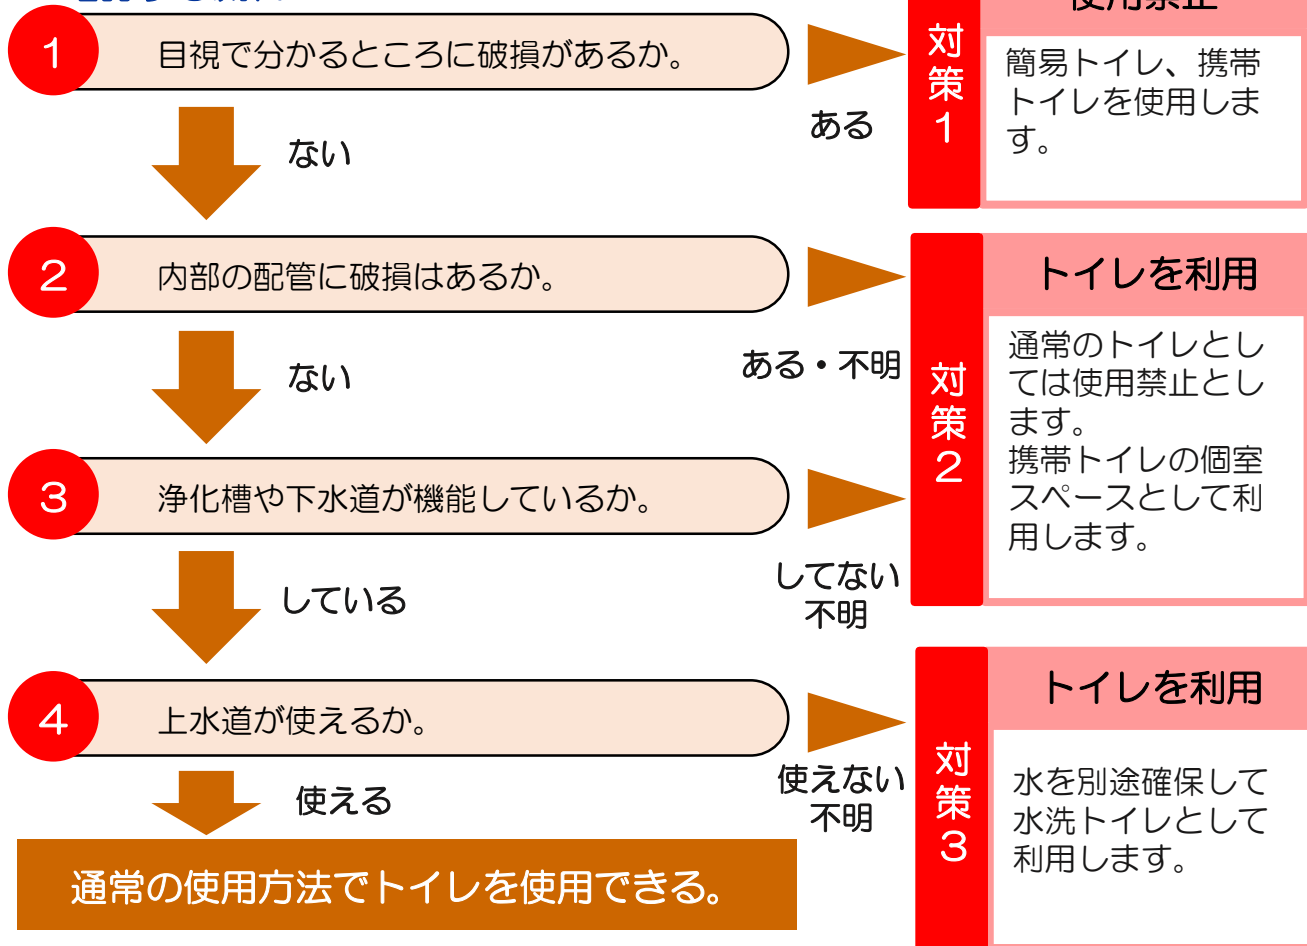 使用禁止
1
目視で分かるところに破損があるか。
ある
ない
対策1
簡易トイレ、携帯
トイレを使用しま
す。
2
内部の配管に破損はあるか。
ある・不明
ない
対策2
トイレを利用
通常のトイレとし
ては使用禁止とし
ます。
携帯トイレの個室
スペースとして利
用します。
3
浄化槽や下水道が機能しているか。
してない
不明
している
4
上水道が使えるか。
使えない
不明
使える
対策3
トイレを利用
水を別途確保して
水洗トイレとして
利用します。
通常の使用方法でトイレを使用できる。